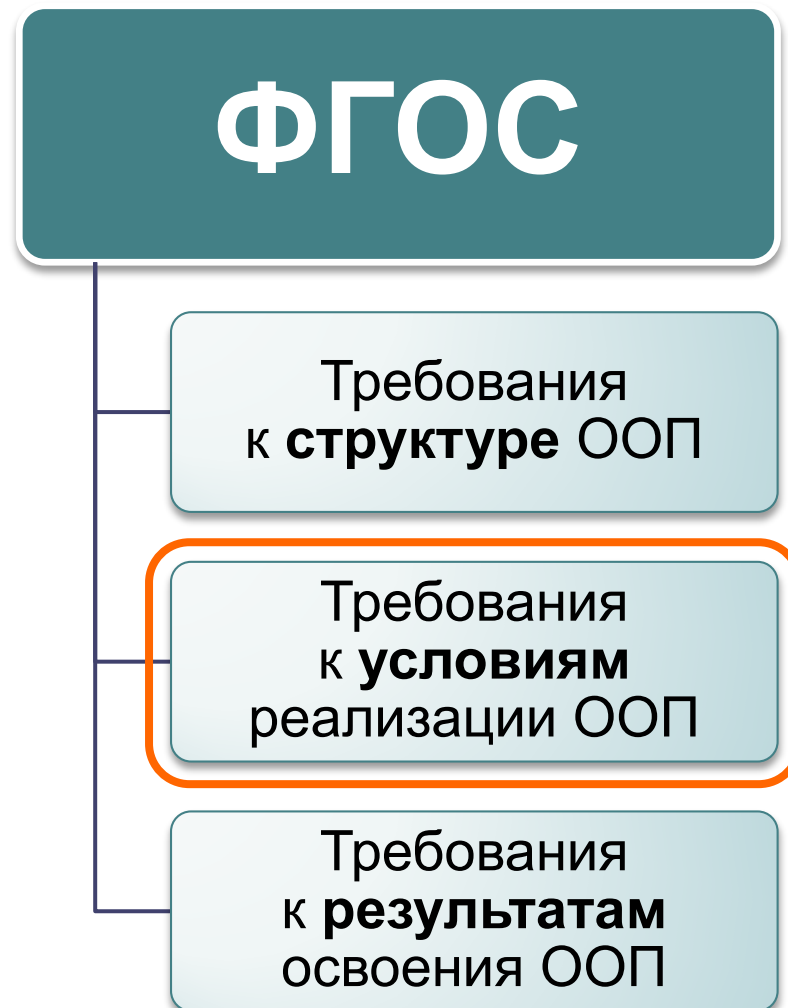 ФГОС
Требования
к структуре ООП
Требования
к условиям
реализации ООП
Требования
к результатам
освоения ООП